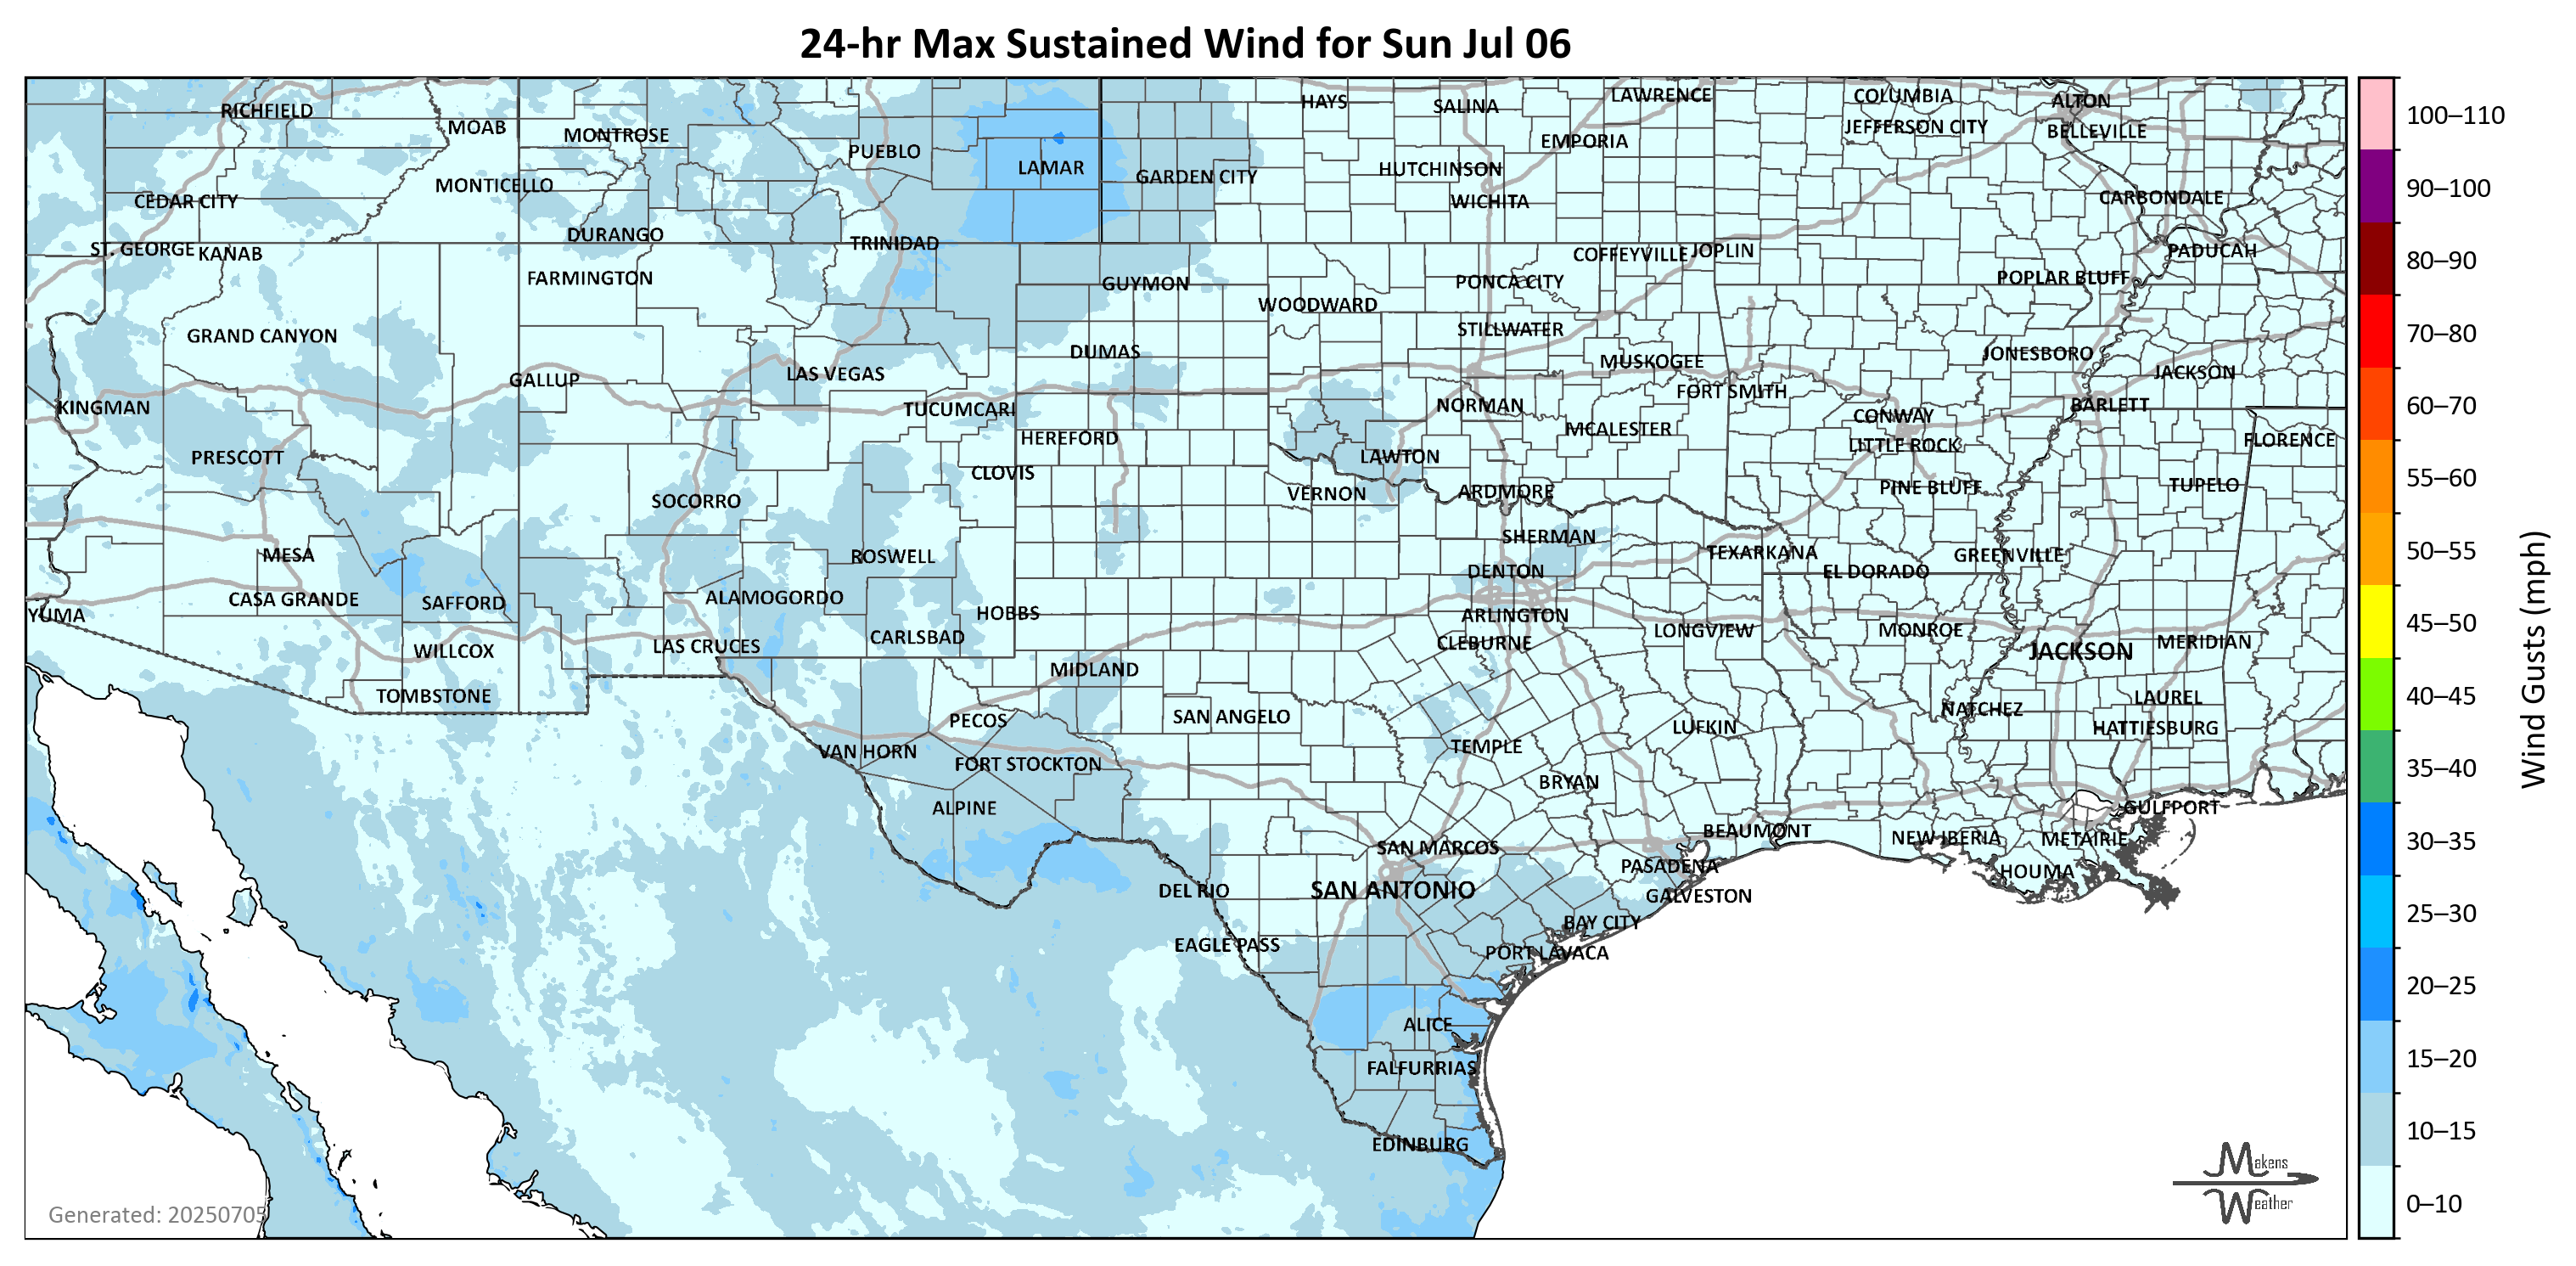 24-hr Max Sustained Wind for Sun Jul 06
RICHFIELD
MOAB
MONTROSE
PUEBLO
LAMAR
HAYS
SALINA
LAWRENCE
COLUMBIA
ALTON
JEFFERSON CITY
BELLEVILLE
EMPORIA
HUTCHINSON
GARDEN CITY
MONTICELLO
CEDAR CITY
WICHITA
CARBONDALE
DURANGO
TRINIDAD
ST. GEORGE
KANAB
COFFEYVILLE
JOPLIN
PADUCAH
FARMINGTON
GUYMON
PONCA CITY
POPLAR BLUFF
WOODWARD
GRAND CANYON
STILLWATER
DUMAS
MUSKOGEE
JONESBORO
GALLUP
LAS VEGAS
JACKSON
FORT SMITH
KINGMAN
TUCUMCARI
NORMAN
CONWAY
BARLETT
HEREFORD
MCALESTER
LITTLE ROCK
FLORENCE
PRESCOTT
LAWTON
CLOVIS
PINE BLUFF
TUPELO
SOCORRO
VERNON
ARDMORE
SHERMAN
MESA
ROSWELL
TEXARKANA
GREENVILLE
DENTON
EL DORADO
CASA GRANDE
SAFFORD
ALAMOGORDO
YUMA
HOBBS
ARLINGTON
CARLSBAD
CLEBURNE
LONGVIEW
MONROE
JACKSON
MERIDIAN
WILLCOX
LAS CRUCES
MIDLAND
TOMBSTONE
LAUREL
PECOS
SAN ANGELO
NATCHEZ
LUFKIN
HATTIESBURG
VAN HORN
TEMPLE
FORT STOCKTON
BRYAN
ALPINE
GULFPORT
BEAUMONT
NEW IBERIA
METAIRIE
SAN MARCOS
PASADENA
HOUMA
DEL RIO
SAN ANTONIO
GALVESTON
BAY CITY
EAGLE PASS
PORT LAVACA
ALICE
FALFURRIAS
EDINBURG
Generated: 20250705
Makens
Weather
100–110
90–100
80–90
70–80
60–70
55–60
50–55
45–50
40–45
35–40
30–35
25–30
20–25
15–20
10–15
0–10
Wind Gusts (mph)